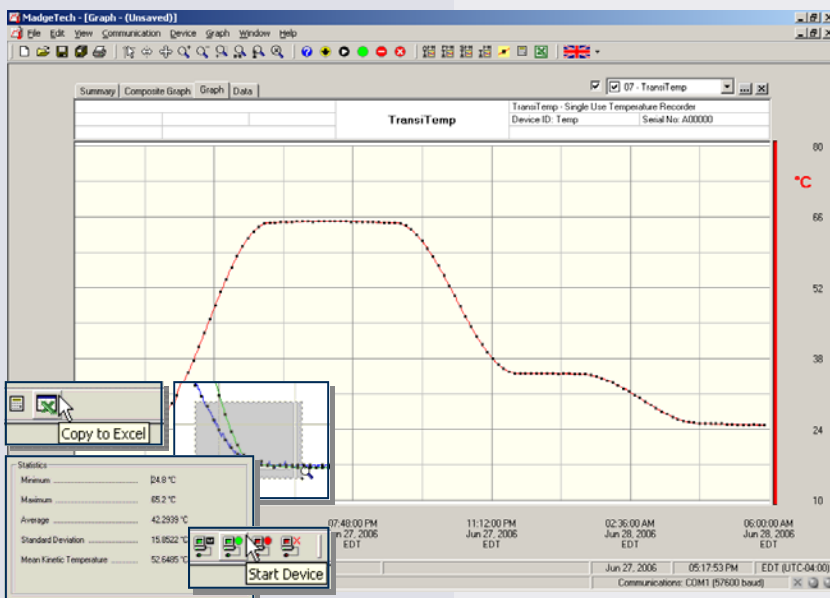 MadgeTech - [Graph - (Unsaved)]
File Edit View Communication Device Graph Window Help
Summary Composite Graph Graph Data
07 - TransiTemp
TransiTemp
TransiTemp - Single Use Temperature Recorder
Device ID: Temp Serial No: A00000
80
°C
66
52
38
24
10
Copy to Excel
Statistics
Minimum 24.8 °C
Maximum 65.2 °C
Average 42.2939 °C
Standard Deviation 15.8522 °C
Mean Kinetic Temperature 52.6485 °C
Start Device
07:48:00 PM 11:12:00 PM 02:36:00 AM 06:00:00 AM
Jun 27, 2006 Jun 27, 2006 Jun 28, 2006 Jun 28, 2006
EDT EDT EDT EDT
Jun 27, 2006 05:17:53 PM EDT (UTC-04:00)
Communications: COM1 (57600 baud)